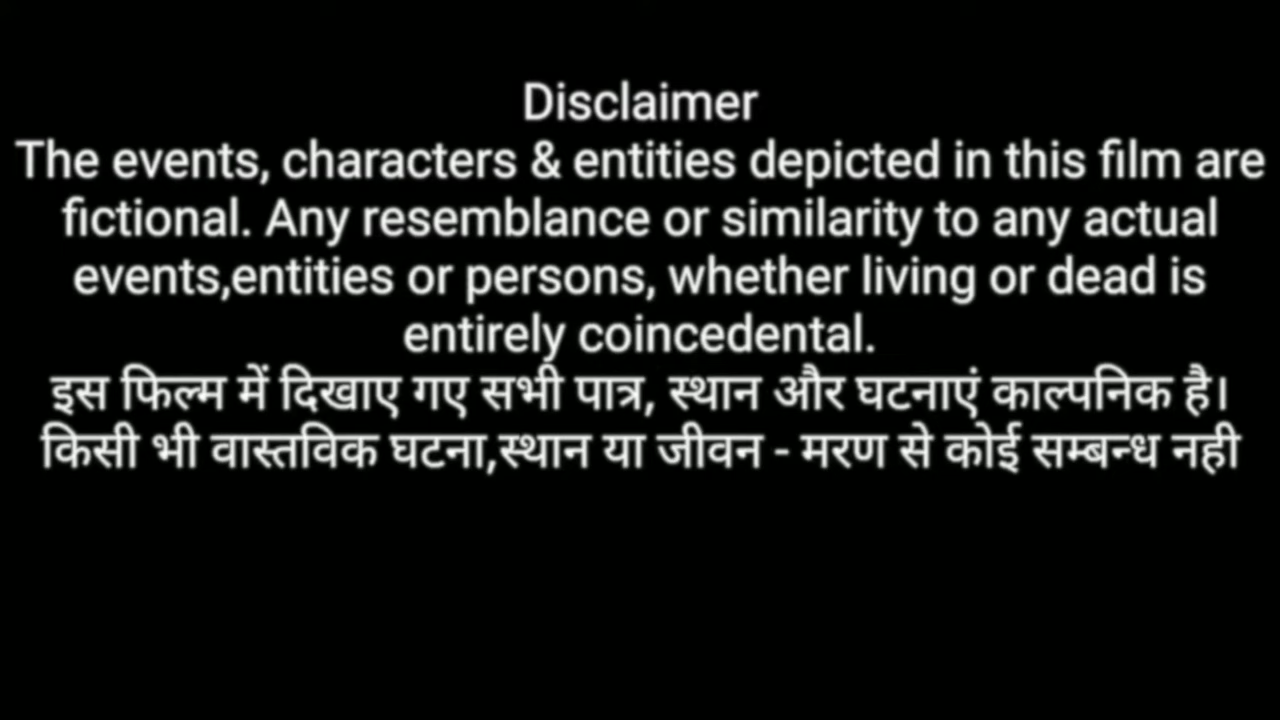 Disclaimer
The events, characters & entities depicted in this film are
fictional. Any resemblance or similarity to any actual
events,entities or persons, whether living or dead is
entirely coincedental.
इस फिल्म में दिखाए गए सभी पात्र, स्थान और घटनाएं काल्पनिक है।
किसी भी वास्तविक घटना,स्थान या जीवन - मरण से कोई सम्बन्ध नही